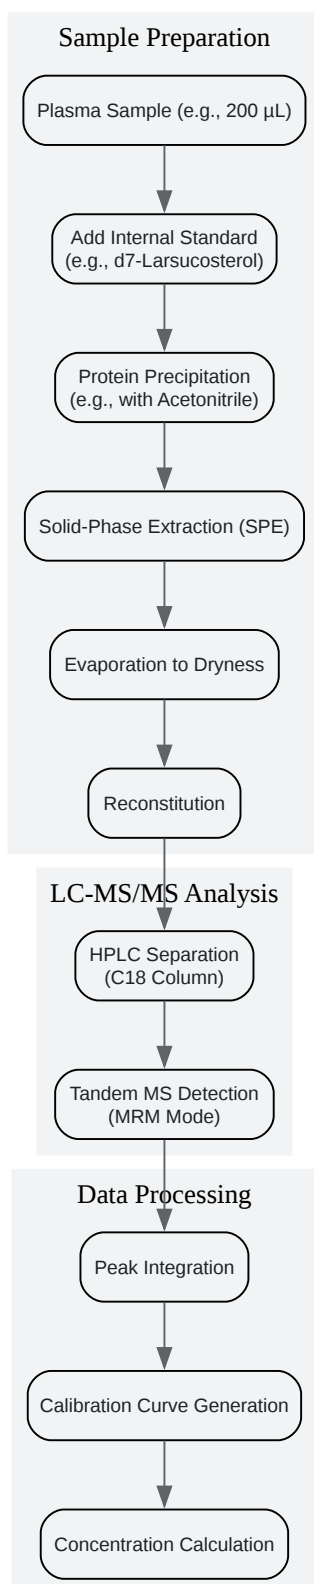 Sample Preparation
Plasma Sample (e.g., 200 µL)
Add Internal Standard
(e.g., d7-Larsucosterol)
Protein Precipitation
(e.g., with Acetonitrile)
Solid-Phase Extraction (SPE)
Evaporation to Dryness
Reconstitution
LC-MS/MS Analysis
HPLC Separation
(C18 Column)
Tandem MS Detection
(MRM Mode)
Data Processing
Peak Integration
Calibration Curve Generation
Concentration Calculation